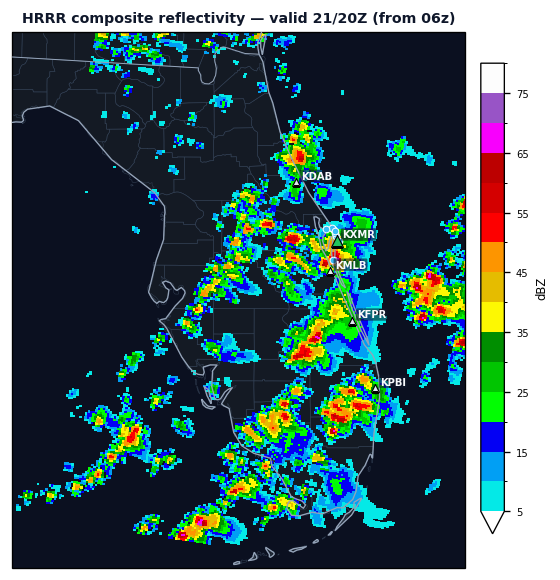 HRRR composite reflectivity — valid 21/20Z (from 06z)
KDAB
KXMR
KMLB
KFPR
KPBI
75
65
55
45
35
25
15
5
dBZ